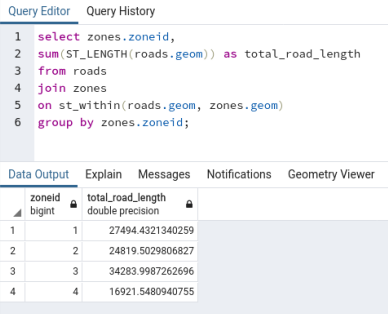 Query Editor Query History
1 select zones.zoneid,
2 sum(ST_LENGTH(roads.geom)) as total_road_length
3 from roads
4 join zones
5 on st_within(roads.geom, zones.geom)
6 group by zones.zoneid;
Data Output Explain Messages Notifications Geometry Viewer
zoneid total_road_length
bigint double precision
1 1 27494.4321340259
2 2 24819.5029806827
3 3 34283.9987262696
4 4 16921.5480940755